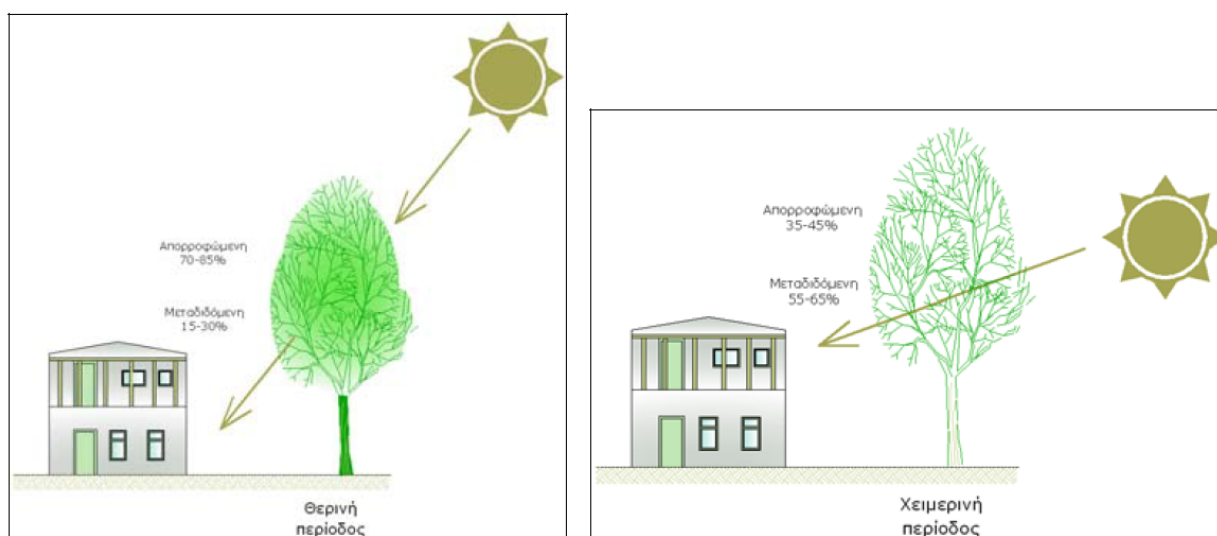 Απορροφώμενη
70-85%
Μεταδιδόμενη
15-30%
Θερινή
περίοδος
Απορροφώμενη
35-45%
Μεταδιδόμενη
55-65%
Χειμερινή
περίοδος